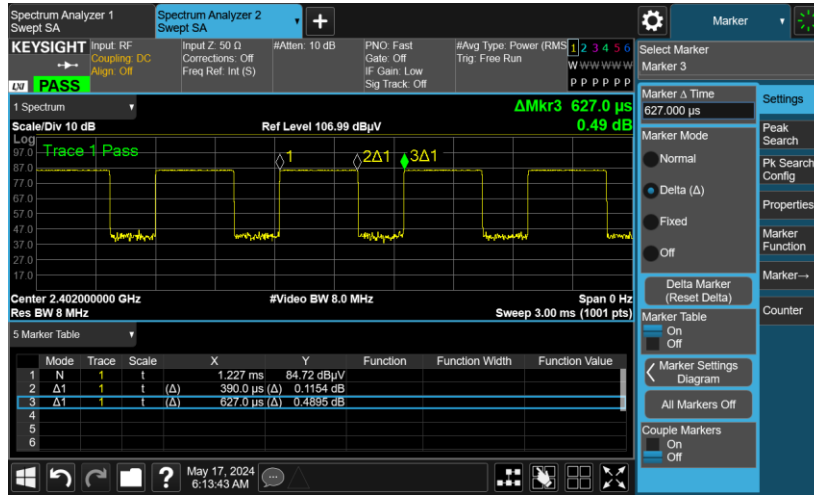 Spectrum Analyzer 1
Swept SA
Spectrum Analyzer 2
Swept SA
+
Marker
KEYSIGHT
LXI PASS
Input: RF
Coupling: DC
Align: Off
Input Z: 50 Ω
Corrections: Off
Freq Ref: Int (S)
#Atten: 10 dB
PNO: Fast
Gate: Off
IF Gain: Low
Sig Track: Off
#Avg Type: Power (RMS
Trig: Free Run
1 2 3 4 5 6
W W W W W W
P P P P P P
1 Spectrum
Scale/Div 10 dB
Ref Level 106.99 dBµV
ΔMkr3 627.0 µs
0.49 dB
Log
Trace 1 Pass
97.0
87.0
77.0
67.0
57.0
47.0
37.0
27.0
17.0
1
2Δ1
3Δ1
Center 2.402000000 GHz
Res BW 8 MHz
#Video BW 8.0 MHz
Span 0 Hz
Sweep 3.00 ms (1001 pts)
5 Marker Table
Mode Trace Scale X Y Function Function Width Function Value
1 N 1 t 1.227 ms 84.72 dBµV
2 Δ1 1 t (Δ) 390.0 µs (Δ) 0.1154 dB
3 Δ1 1 t (Δ) 627.0 µs (Δ) 0.4895 dB
4
5
6
?
May 17, 2024
6:13:43 AM
Select Marker
Marker 3
Marker Δ Time
627.000 µs
Marker Mode
Normal
Delta (Δ)
Fixed
Off
Delta Marker
(Reset Delta)
Marker Table
On
Off
Marker Settings
Diagram
All Markers Off
Couple Markers
On
Off
Settings
Peak
Search
Pk Search
Config
Properties
Marker
Function
Marker→
Counter